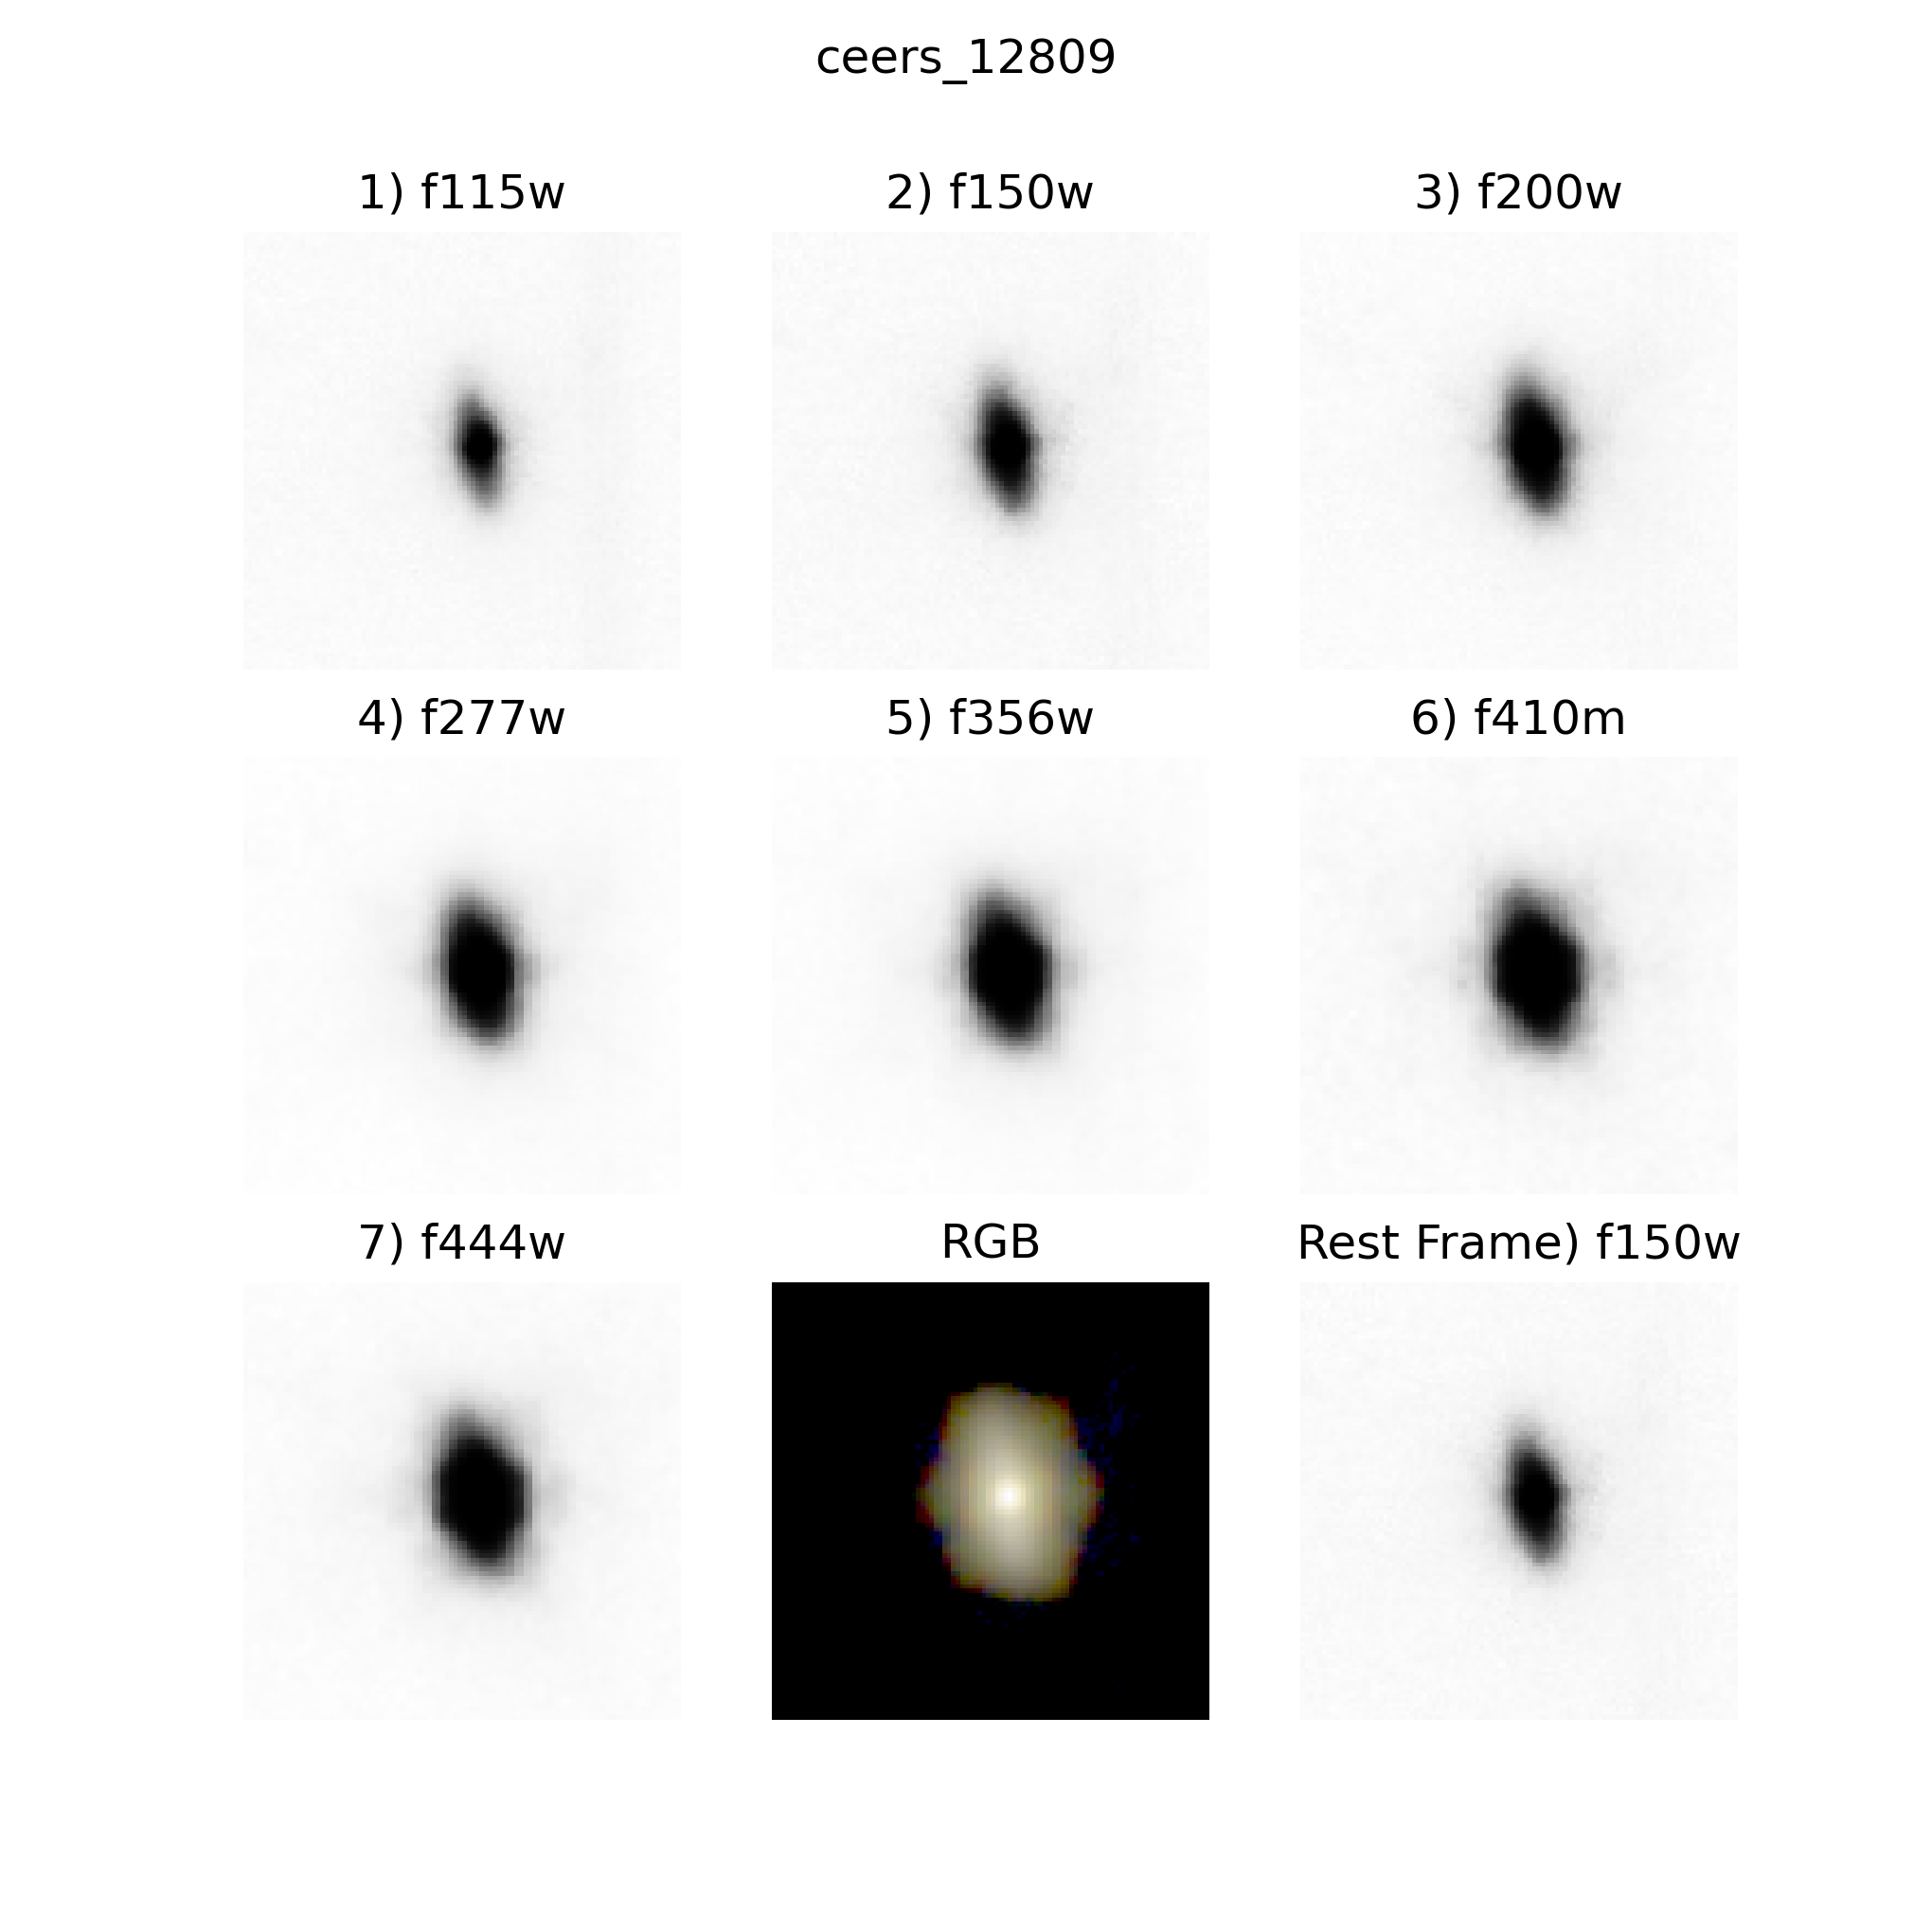 ceers_12809
1) f115w
2) f150w
3) f200w
4) f277w
5) f356w
6) f410m
7) f444w
RGB
Rest Frame) f150w